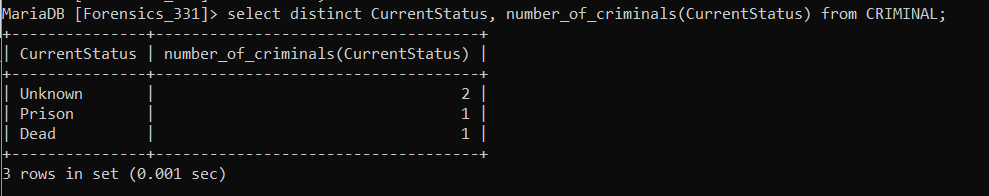 MariaDB [Forensics_331]> select distinct CurrentStatus, number_of_criminals(CurrentStatus) from CRIMINAL;
+---------------+------------------------------------+
| CurrentStatus | number_of_criminals(CurrentStatus) |
+---------------+------------------------------------+
| Unknown       |                                  2 |
| Prison        |                                  1 |
| Dead          |                                  1 |
+---------------+------------------------------------+
3 rows in set (0.001 sec)